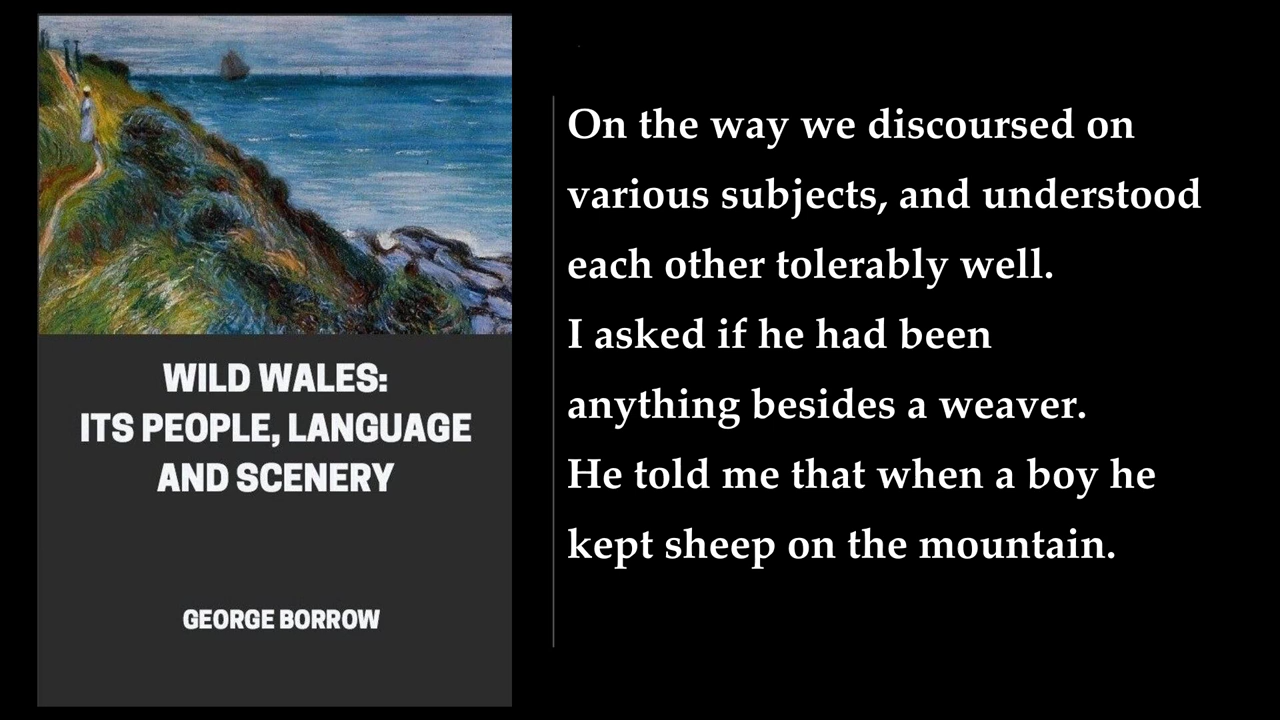 WILD WALES:
ITS PEOPLE, LANGUAGE
AND SCENERY
GEORGE BORROW
On the way we discoursed on
various subjects, and understood
each other tolerably well.
I asked if he had been
anything besides a weaver.
He told me that when a boy he
kept sheep on the mountain.